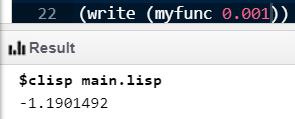 22 (write (myfunc 0.001))
Result
$clisp main.lisp
-1.1901492